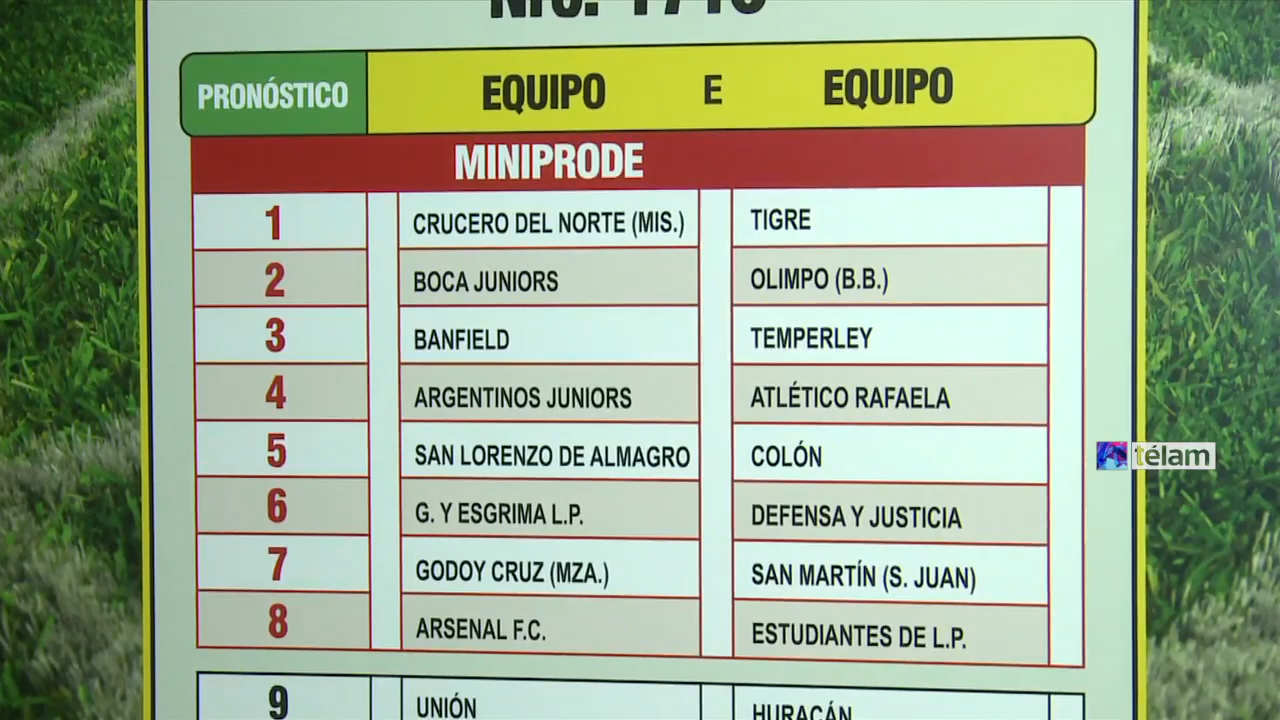 PRONÓSTICO EQUIPO E EQUIPO
MINIPRODE
1 CRUCERO DEL NORTE (MIS.) TIGRE
2 BOCA JUNIORS OLIMPO (B.B.)
3 BANFIELD TEMPERLEY
4 ARGENTINOS JUNIORS ATLÉTICO RAFAELA
5 SAN LORENZO DE ALMAGRO COLÓN
6 G. Y ESGRIMA L.P. DEFENSA Y JUSTICIA
7 GODOY CRUZ (MZA.) SAN MARTÍN (S. JUAN)
8 ARSENAL F.C. ESTUDIANTES DE L.P.
9 UNIÓN HURACÁN
télam